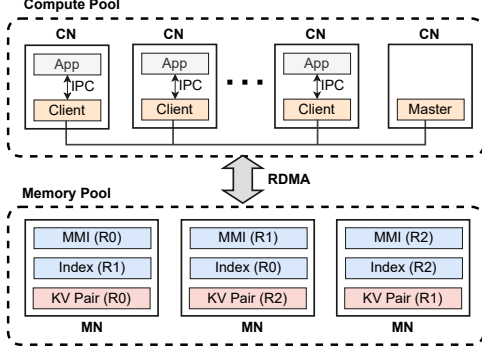 Compute Pool
CN CN CN CN
App App App
IPC IPC IPC
Client Client Client Master
RDMA
Memory Pool
MMI (R0) MMI (R1) MMI (R2)
Index (R1) Index (R0) Index (R2)
KV Pair (R0) KV Pair (R2) KV Pair (R1)
MN MN MN